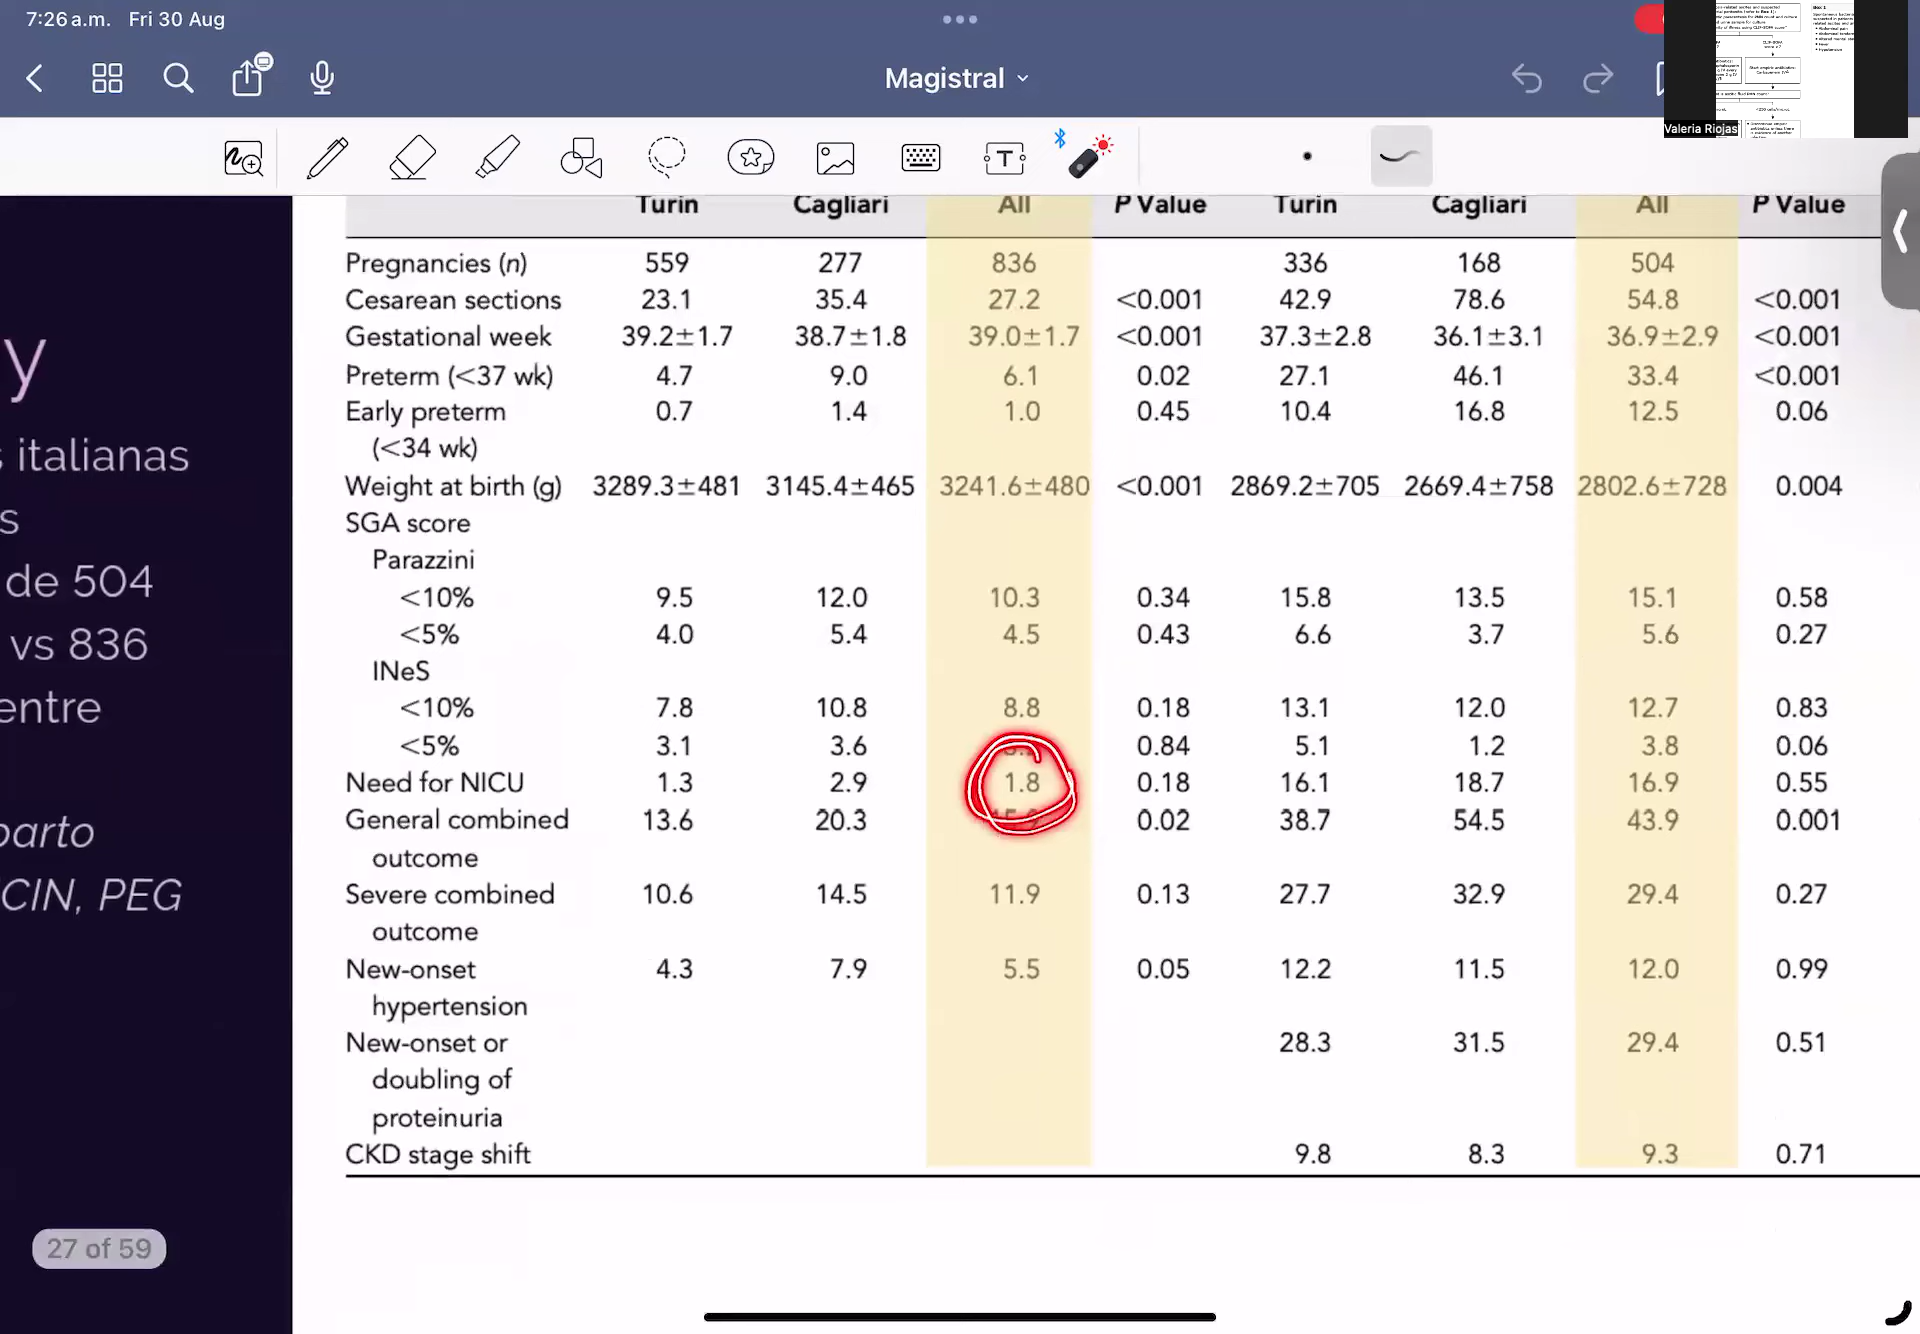 7:26 a.m. Fri 30 Aug
Magistral
Valeria Riojas
Box 1
Turin Cagliari All P Value Turin Cagliari All P Value
Pregnancies (n) 559 277 836 336 168 504
Cesarean sections 23.1 35.4 27.2 <0.001 42.9 78.6 54.8 <0.001
Gestational week 39.2±1.7 38.7±1.8 39.0±1.7 <0.001 37.3±2.8 36.1±3.1 36.9±2.9 <0.001
Preterm (<37 wk) 4.7 9.0 6.1 0.02 27.1 46.1 33.4 <0.001
Early preterm 0.7 1.4 1.0 0.45 10.4 16.8 12.5 0.06
(<34 wk)
Weight at birth (g) 3289.3±481 3145.4±465 3241.6±480 <0.001 2869.2±705 2669.4±758 2802.6±728 0.004
SGA score
Parazzini
<10% 9.5 12.0 10.3 0.34 15.8 13.5 15.1 0.58
<5% 4.0 5.4 4.5 0.43 6.6 3.7 5.6 0.27
INeS
<10% 7.8 10.8 8.8 0.18 13.1 12.0 12.7 0.83
<5% 3.1 3.6 0.84 5.1 1.2 3.8 0.06
Need for NICU 1.3 2.9 1.8 0.18 16.1 18.7 16.9 0.55
General combined 13.6 20.3 0.02 38.7 54.5 43.9 0.001
outcome
Severe combined 10.6 14.5 11.9 0.13 27.7 32.9 29.4 0.27
outcome
New-onset 4.3 7.9 5.5 0.05 12.2 11.5 12.0 0.99
hypertension
New-onset or 28.3 31.5 29.4 0.51
doubling of
proteinuria
CKD stage shift 9.8 8.3 9.3 0.71
y
s italianas
s
de 504
vs 836
entre
parto
CIN, PEG
27 of 59